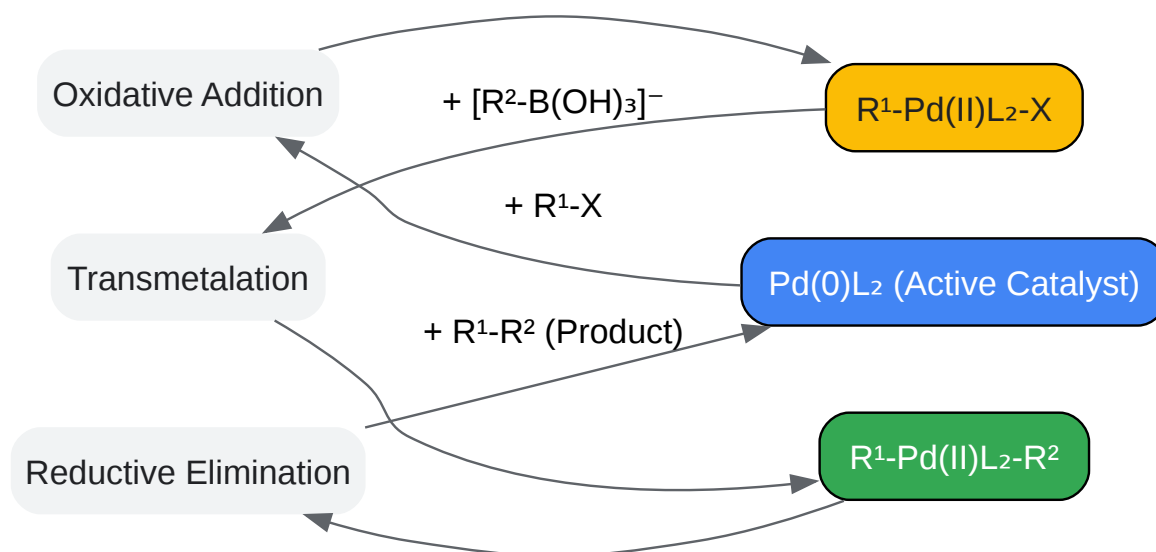 Oxidative Addition
+ [R²-B(OH)₃]⁻
R¹-Pd(II)L₂-X
+ R¹-X
Transmetalation
Pd(0)L₂ (Active Catalyst)
+ R¹-R² (Product)
Reductive Elimination
R¹-Pd(II)L₂-R²